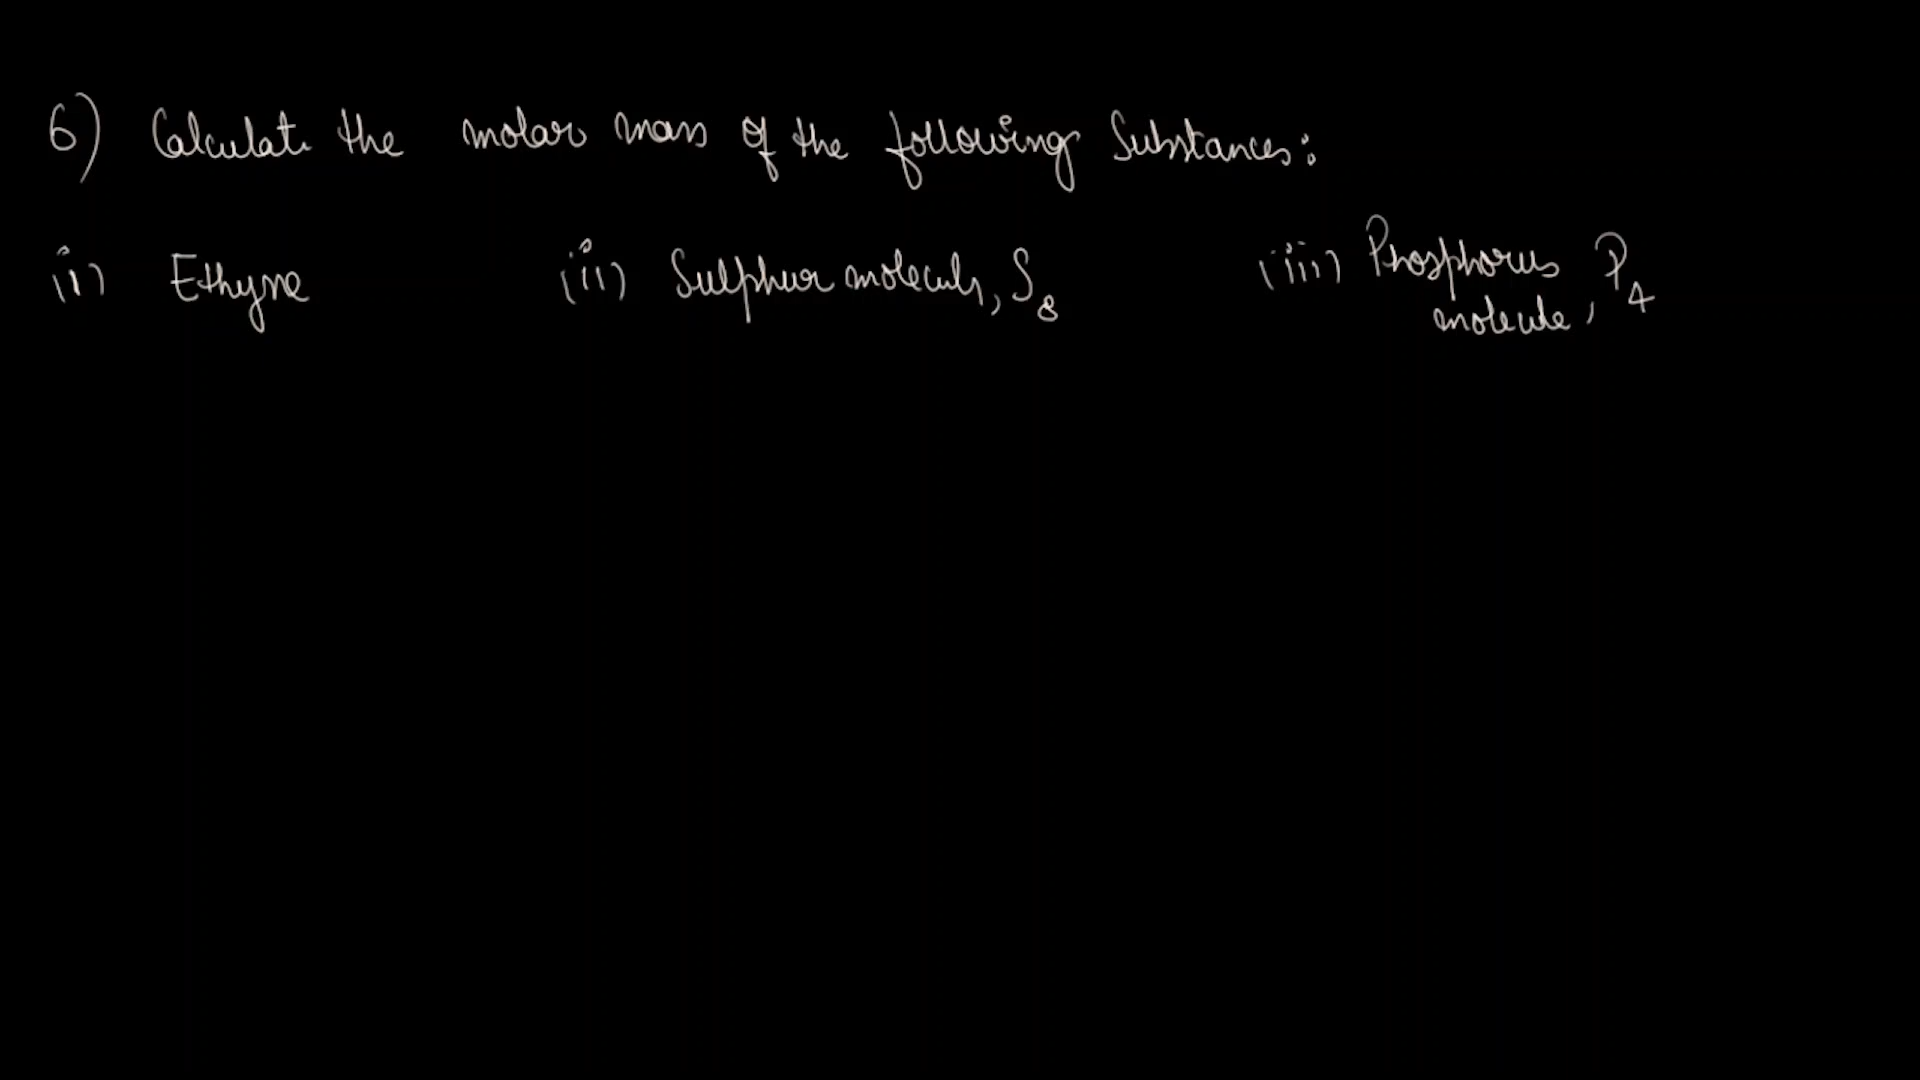 6) Calculate the molar mass of the following Substances:
(i) Ethyne (ii) Sulphur molecule, S₈ (iii) Phosphorus molecule, P₄